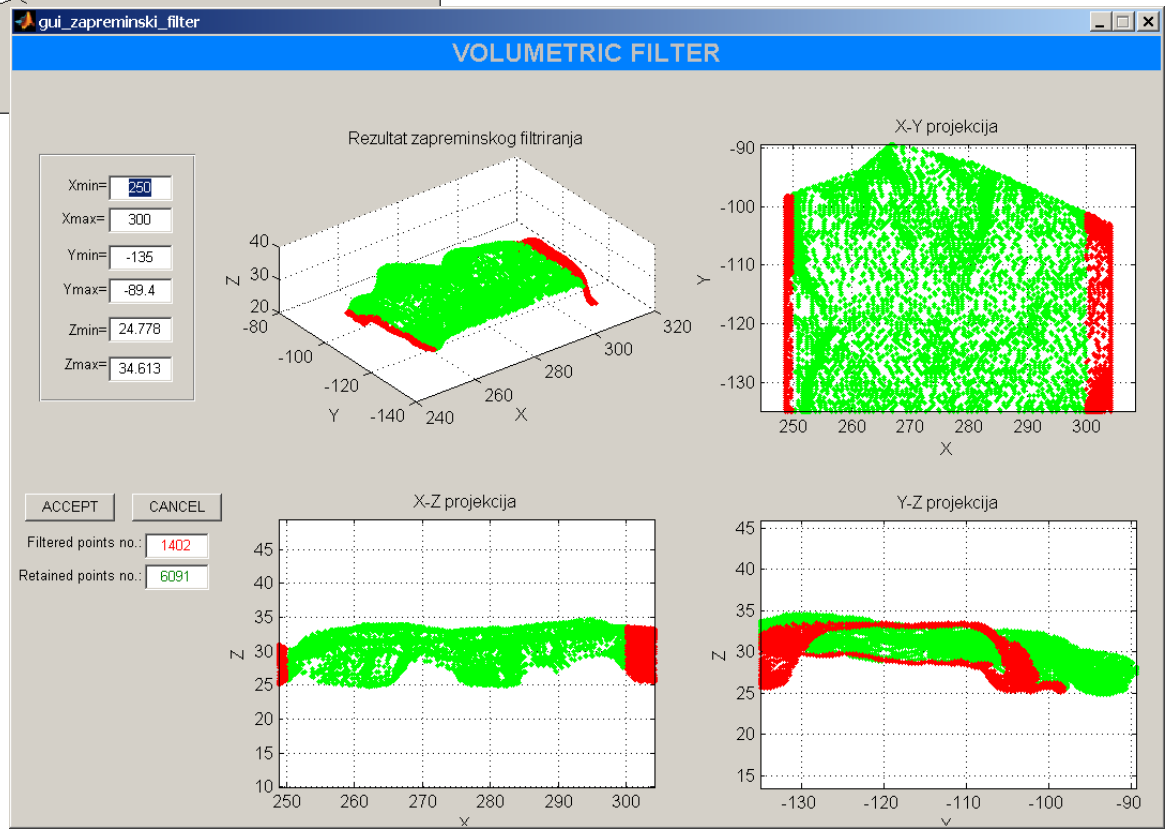 gui_zapreminski_filter
VOLUMETRIC FILTER
Xmin= 250
Xmax= 300
Ymin= -135
Ymax= -89.4
Zmin= 24.778
Zmax= 34.613
Rezultat zapreminskog filtriranja
Z
40
30
20
-80
-100
-120
-140
Y
240
260
280
300
320
X
X-Y projekcija
Y
-90
-100
-110
-120
-130
250 260 270 280 290 300
X
ACCEPT CANCEL
Filtered points no.: 1402
Retained points no.: 6091
X-Z projekcija
Z
45
40
35
30
25
20
15
10
250 260 270 280 290 300
X
Y-Z projekcija
Z
45
40
35
30
25
20
15
-130 -120 -110 -100 -90